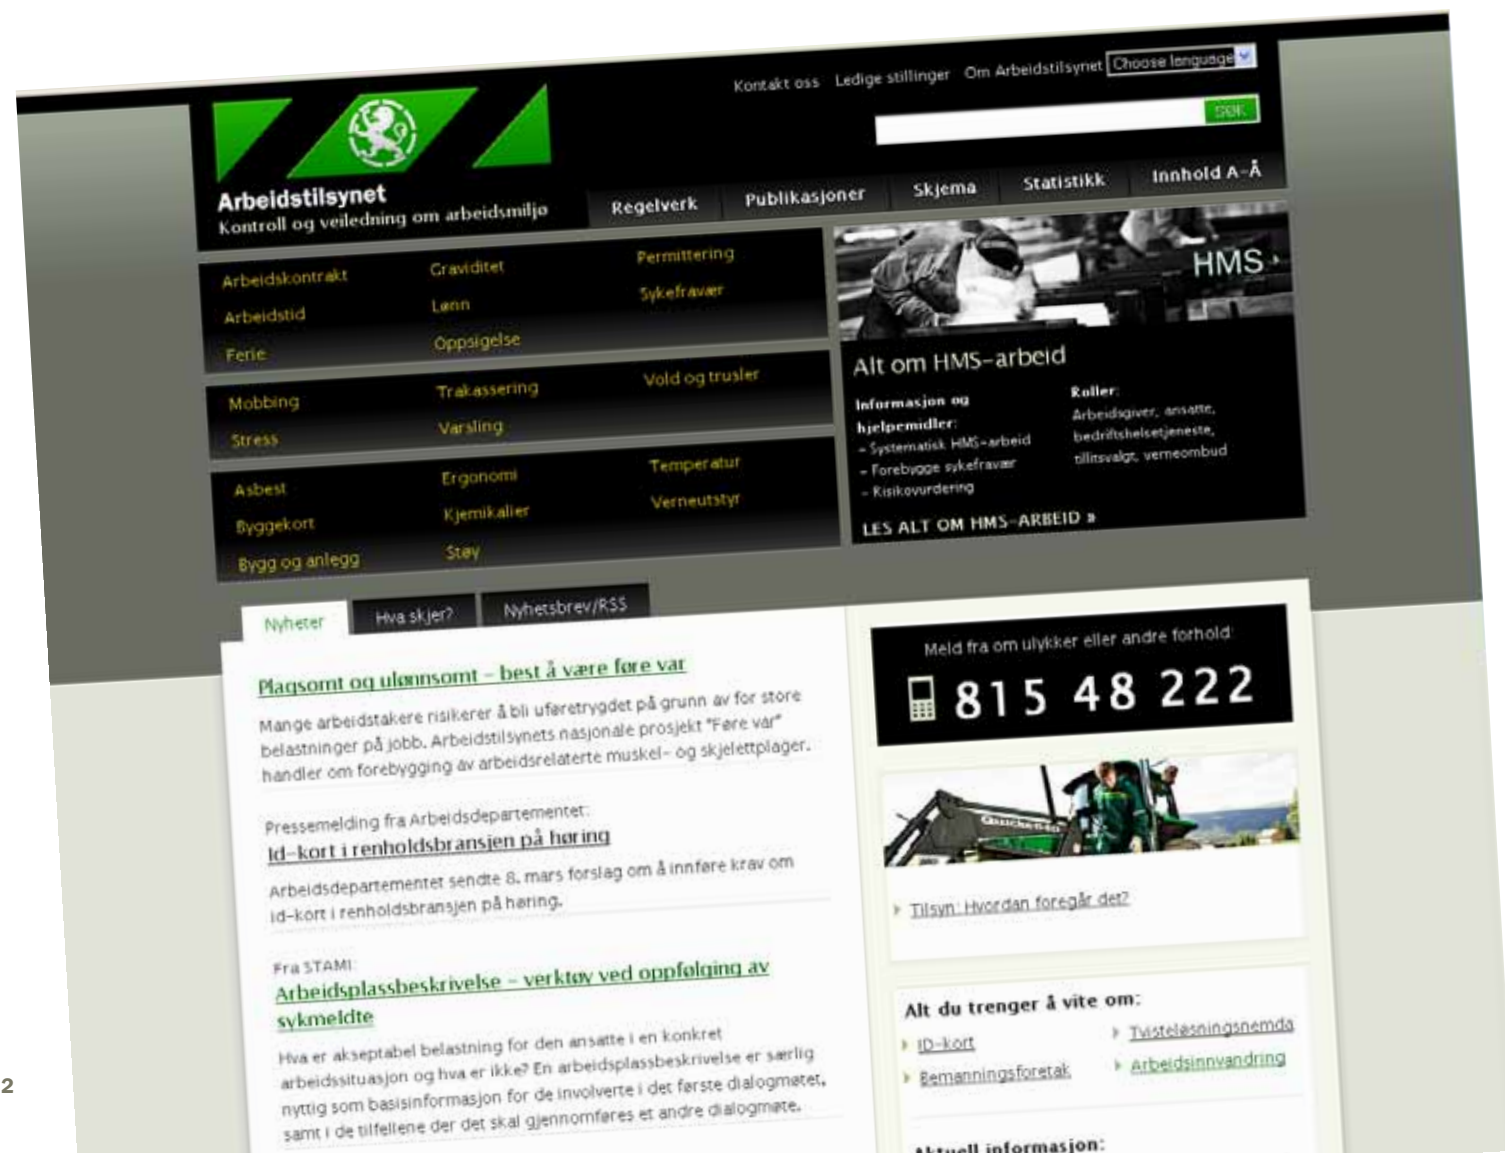 Kontakt oss Ledige stillinger Om Arbeidstilsynet Choose language
SØK
Arbeidstilsynet
Kontroll og veiledning om arbeidsmiljø
Regelverk Publikasjoner Skjema Statistikk Innhold A-Å
Arbeidskontrakt Graviditet Permittering
Arbeidstid Lønn Sykefravær
Ferie Oppsigelse
Mobbing Trakassering Vold og trusler
Stress Varsling
Asbest Ergonomi Temperatur
Byggekort Kjemikalier Verneutstyr
Bygg og anlegg Støy
HMS
Alt om HMS-arbeid
Informasjon og
hjelpemidler:
- Systematisk HMS-arbeid
- Forebygge sykefravær
- Risikovurdering
Roller:
Arbeidsgiver, ansatte,
bedriftshelsetjeneste,
tillitsvalgt, verneombud
LES ALT OM HMS-ARBEID »
Nyheter Hva skjer? Nyhetsbrev/RSS
Plagsomt og ulønnsomt - best å være føre var
Mange arbeidstakere risikerer å bli uføretrygdet på grunn av for store
belastninger på jobb. Arbeidstilsynets nasjonale prosjekt "Føre var"
handler om forebygging av arbeidsrelaterte muskel- og skjelettplager.
Pressemelding fra Arbeidsdepartementet:
Id-kort i renholdsbransjen på høring
Arbeidsdepartementet sendte 8. mars forslag om å innføre krav om
id-kort i renholdsbransjen på høring.
Fra STAMI:
Arbeidsplassbeskrivelse - verktøy ved oppfølging av
sykmeldte
Hva er akseptabel belastning for den ansatte i en konkret
arbeidssituasjon og hva er ikke? En arbeidsplassbeskrivelse er særlig
nyttig som basisinformasjon for de involverte i det første dialogmøtet,
samt i de tilfellene der det skal gjennomføres et andre dialogmøte.
Meld fra om ulykker eller andre forhold:
815 48 222
Quicke
Tilsyn: Hvordan foregår det?
Alt du trenger å vite om:
ID-kort Tvisteløsningsnemda
Bemanningsforetak Arbeidsinnvandring
Aktuell informasjon:
2